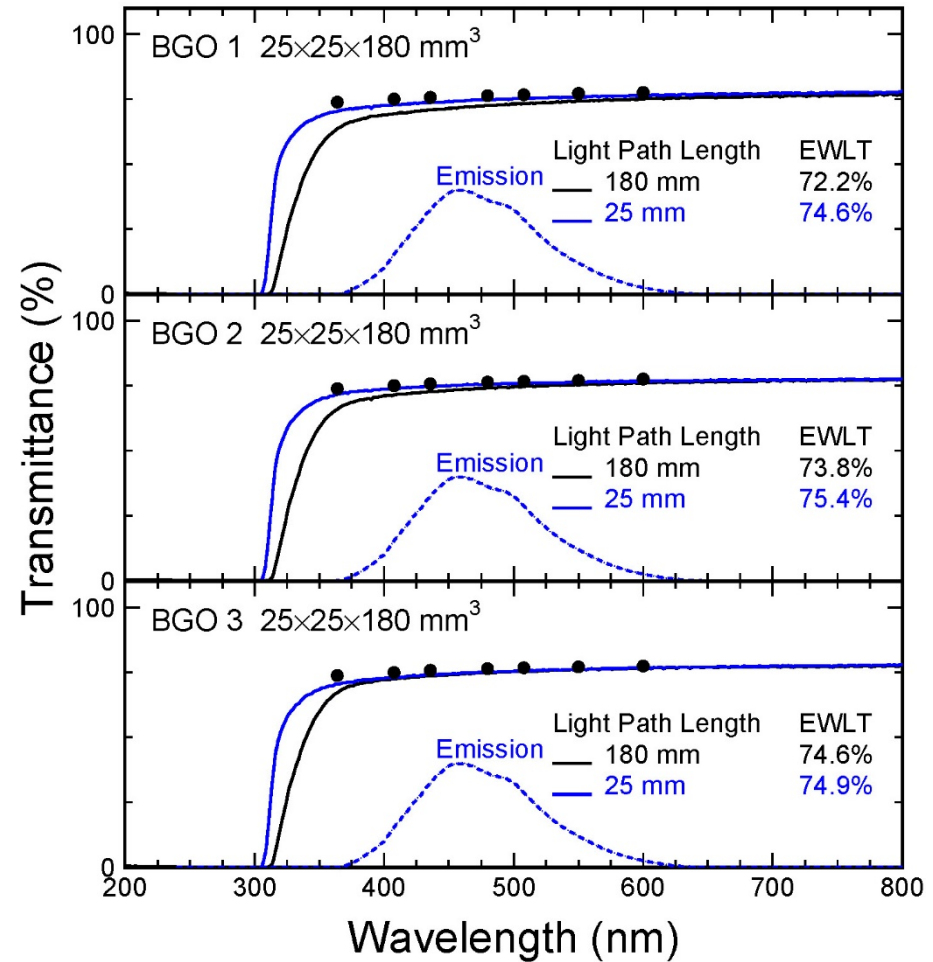 Transmittance (%)
100
BGO 1 25×25×180 mm³
Light Path Length EWLT
Emission 180 mm 72.2%
25 mm 74.6%
0
100
BGO 2 25×25×180 mm³
Light Path Length EWLT
Emission 180 mm 73.8%
25 mm 75.4%
0
100
BGO 3 25×25×180 mm³
Light Path Length EWLT
Emission 180 mm 74.6%
25 mm 74.9%
0
200 300 400 500 600 700 800
Wavelength (nm)